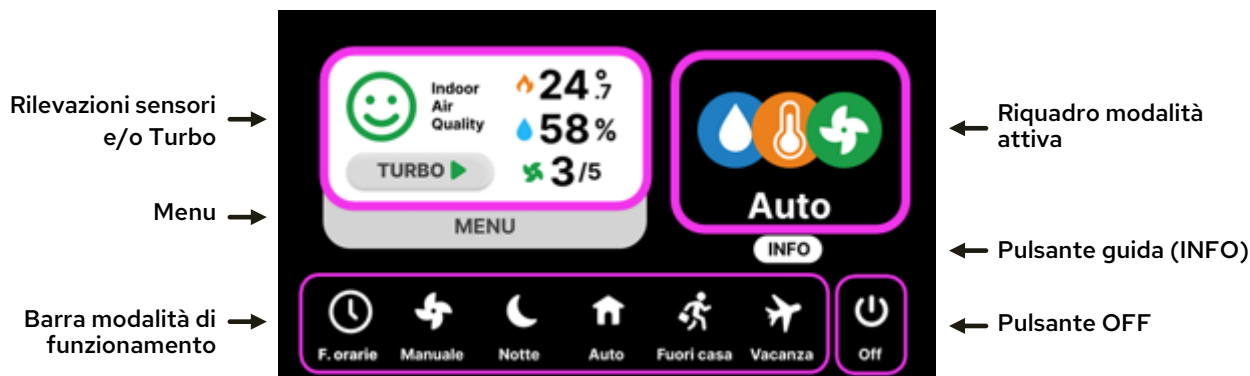 Rilevazioni sensori
e/o Turbo
Menu
Barra modalità di
funzionamento
Indoor
Air
Quality
24°.7
58%
3/5
TURBO
MENU
Auto
INFO
F. orarie
Manuale
Notte
Auto
Fuori casa
Vacanza
Off
Riquadro modalità
attiva
Pulsante guida (INFO)
Pulsante OFF